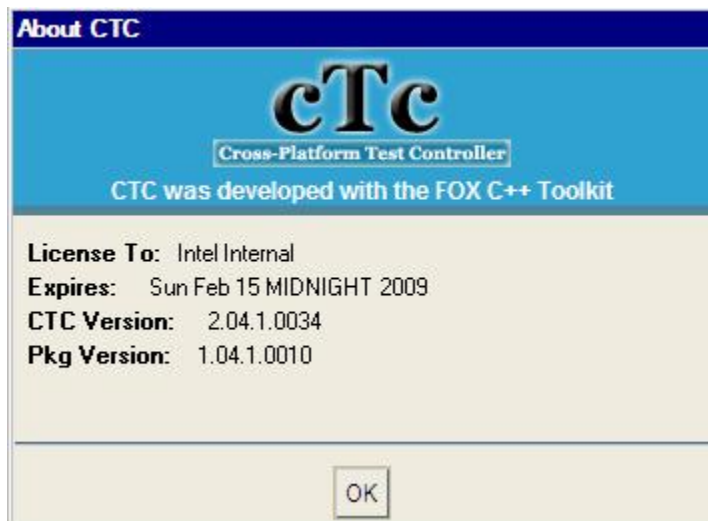 About CTC
cTc
Cross-Platform Test Controller
CTC was developed with the FOX C++ Toolkit
License To: Intel Internal
Expires: Sun Feb 15 MIDNIGHT 2009
CTC Version: 2.04.1.0034
Pkg Version: 1.04.1.0010
OK